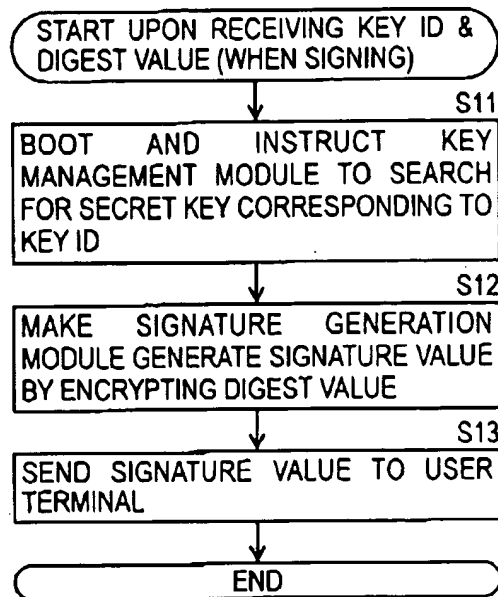 START UPON RECEIVING KEY ID &
DIGEST VALUE (WHEN SIGNING)
S11
BOOT AND INSTRUCT KEY
MANAGEMENT MODULE TO SEARCH
FOR SECRET KEY CORRESPONDING TO
KEY ID
S12
MAKE SIGNATURE GENERATION
MODULE GENERATE SIGNATURE VALUE
BY ENCRYPTING DIGEST VALUE
S13
SEND SIGNATURE VALUE TO USER
TERMINAL
END